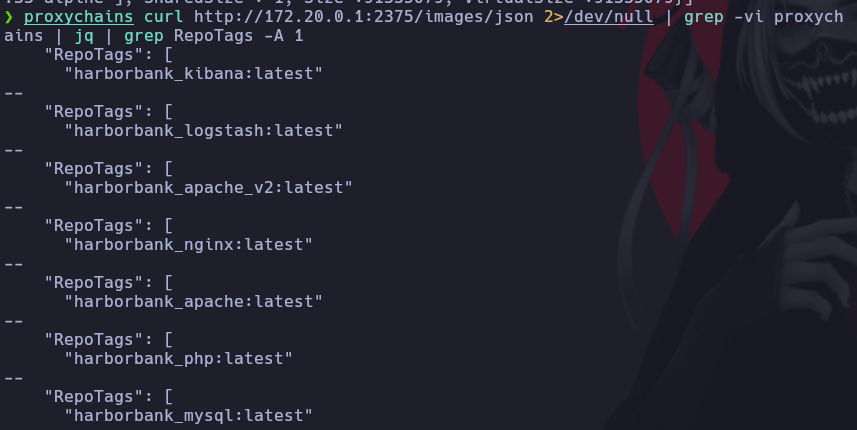 ❯ proxychains curl http://172.20.0.1:2375/images/json 2>/dev/null | grep -vi proxych
ains | jq | grep RepoTags -A 1
    "RepoTags": [
      "harborbank_kibana:latest"
--
    "RepoTags": [
      "harborbank_logstash:latest"
--
    "RepoTags": [
      "harborbank_apache_v2:latest"
--
    "RepoTags": [
      "harborbank_nginx:latest"
--
    "RepoTags": [
      "harborbank_apache:latest"
--
    "RepoTags": [
      "harborbank_php:latest"
--
    "RepoTags": [
      "harborbank_mysql:latest"